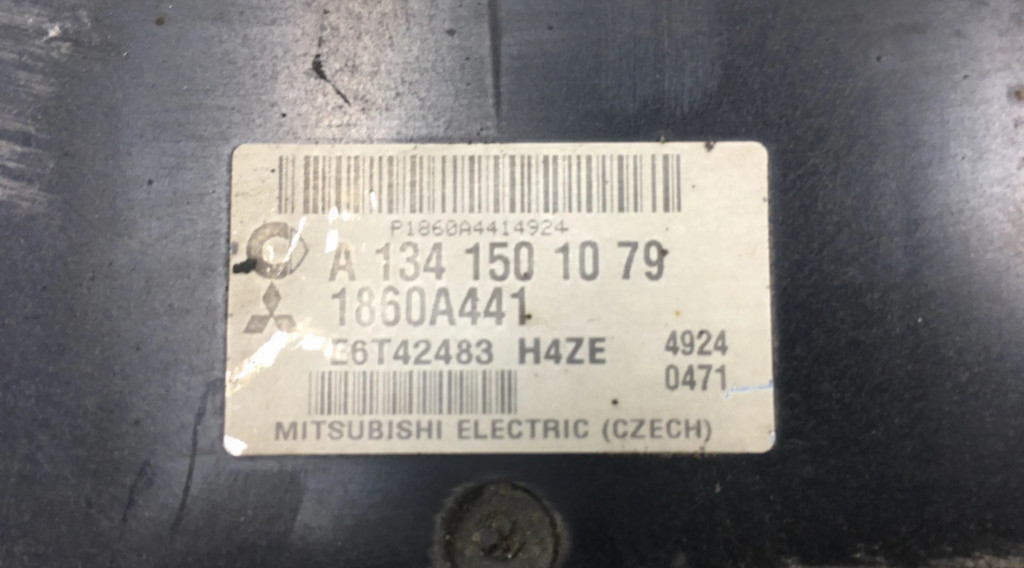 P1860A4414924
A 134 150 10 79
1860A441
E6T42483 H4ZE 4924
0471
MITSUBISHI ELECTRIC (CZECH)